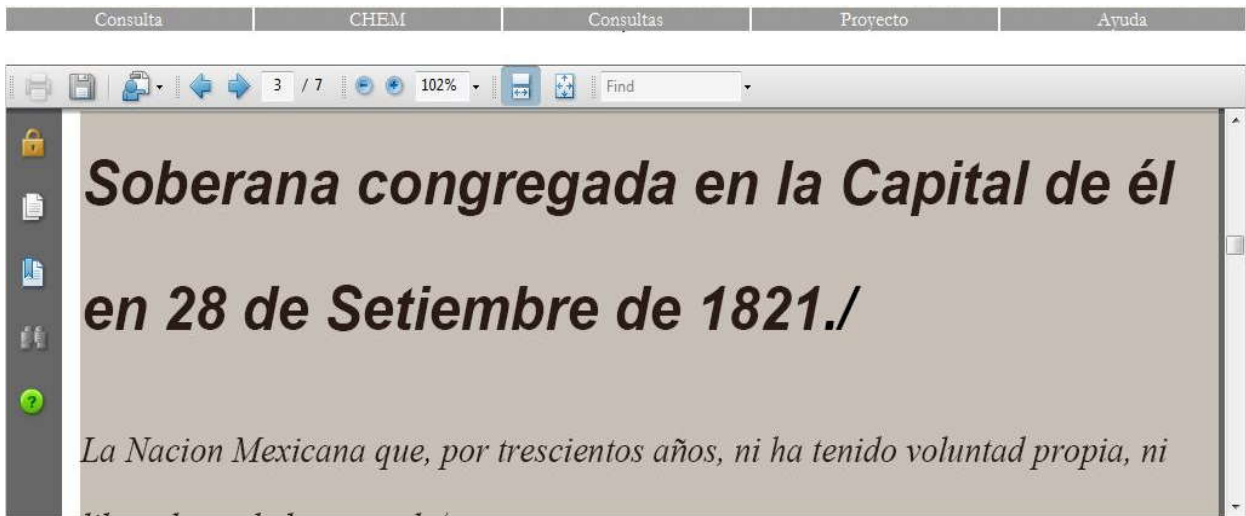 Consulta CHEM Consultas Proyecto Ayuda
3 / 7 102% Find
Soberana congregada en la Capital de él
en 28 de Setiembre de 1821./
La Nacion Mexicana que, por trescientos años, ni ha tenido voluntad propia, ni